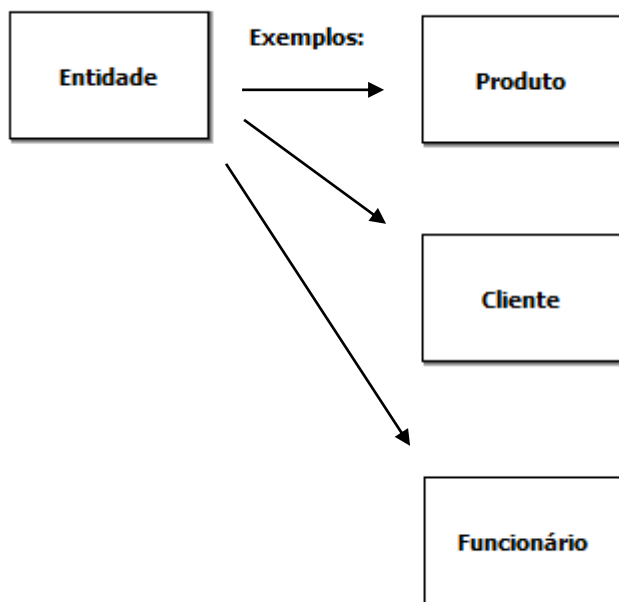 Exemplos:
Entidade
Produto
Cliente
Funcionário